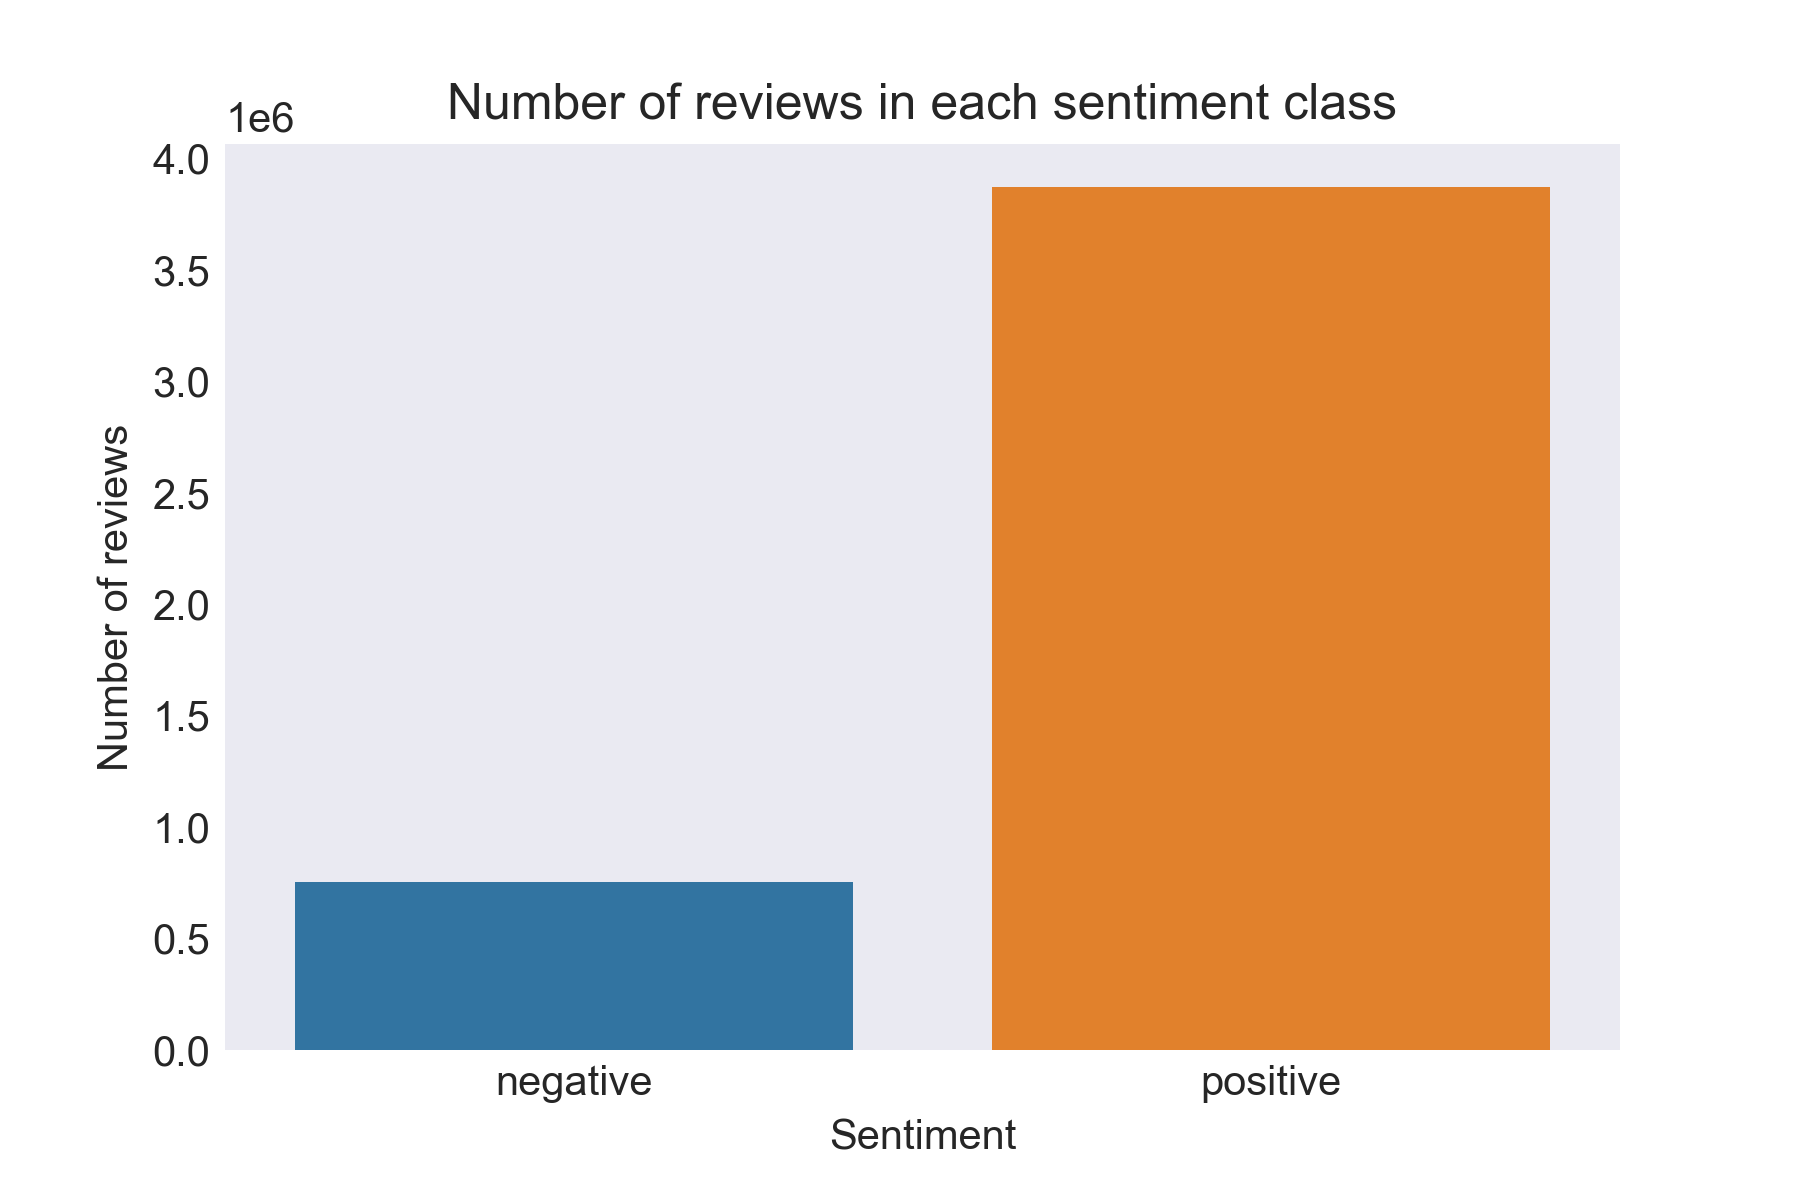 Number of reviews in each sentiment class
1e6
4.0
3.5
3.0
2.5
2.0
1.5
1.0
0.5
0.0
Number of reviews
negative positive
Sentiment